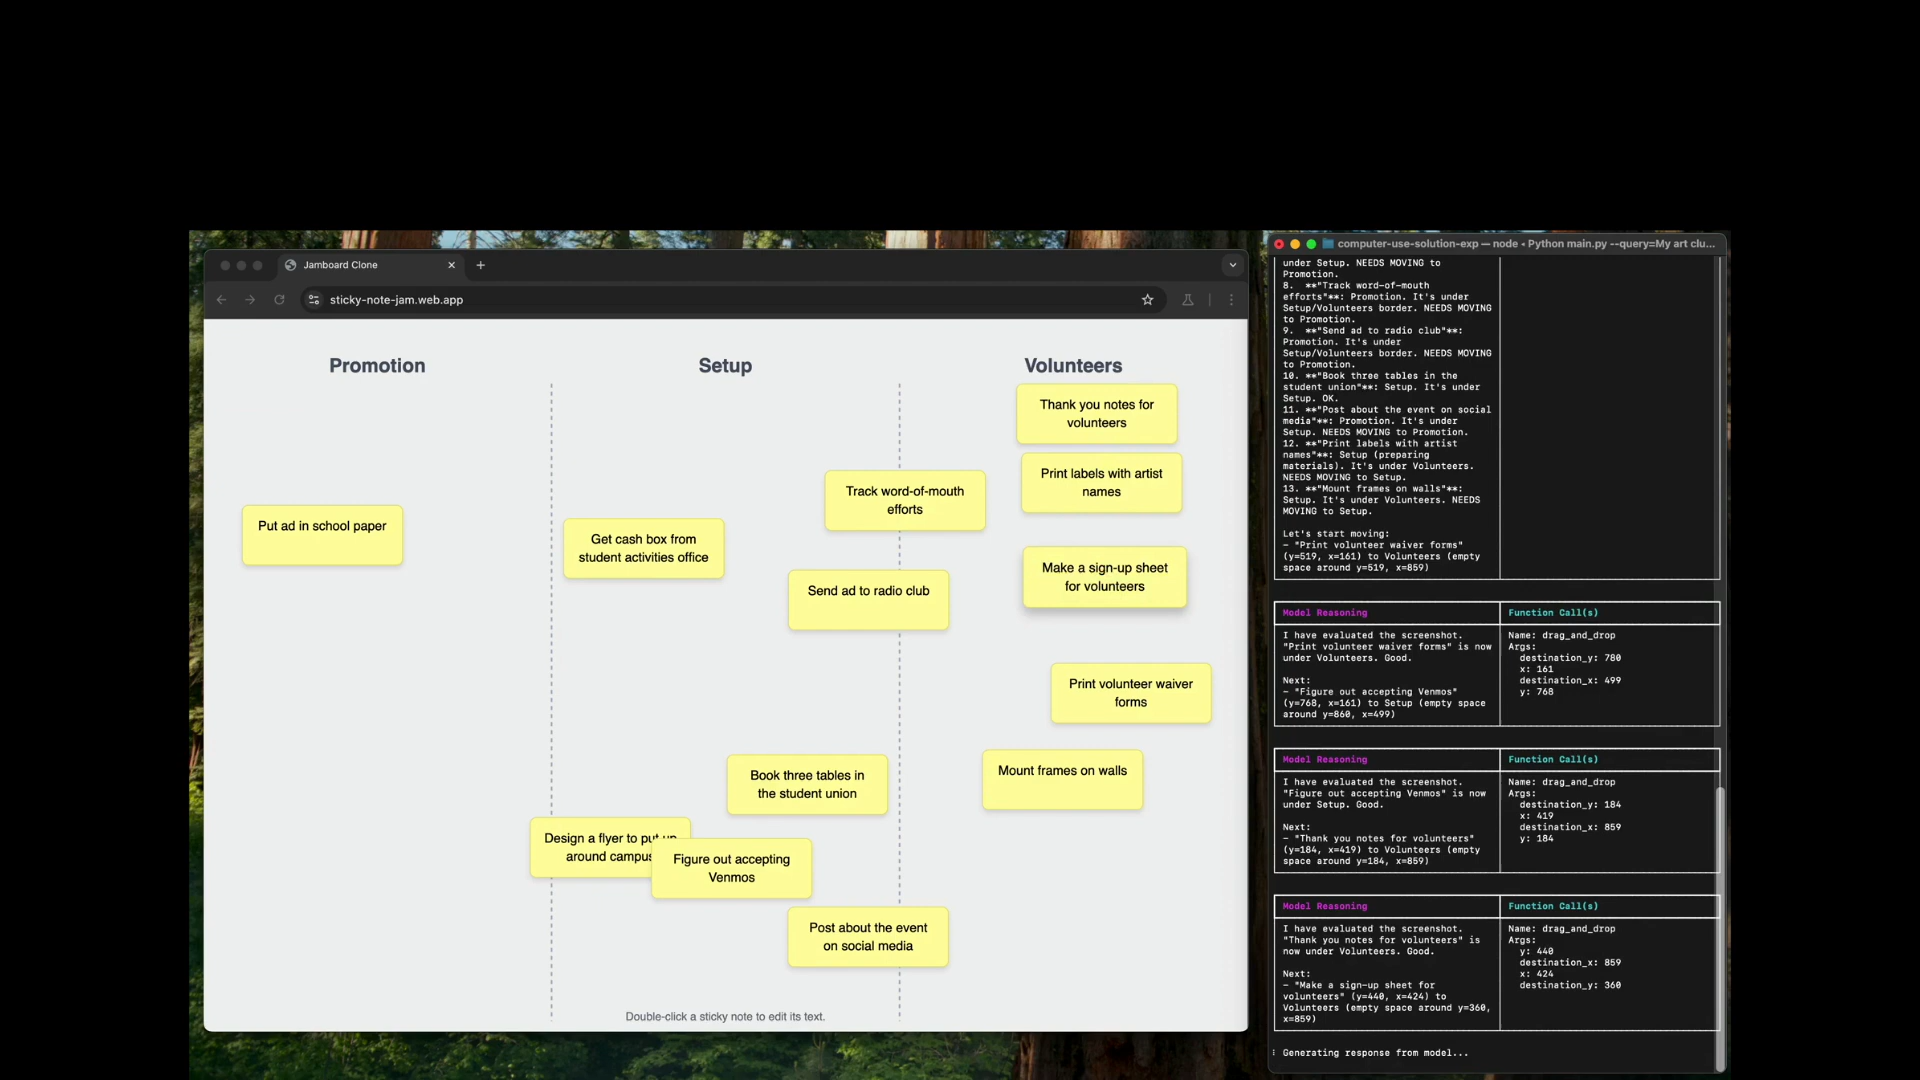 Jamboard Clone
sticky-note-jam.web.app
Promotion
Setup
Volunteers
Thank you notes for
volunteers
Print labels with artist
names
Track word-of-mouth
efforts
Put ad in school paper
Get cash box from
student activities office
Make a sign-up sheet
for volunteers
Send ad to radio club
Print volunteer waiver
forms
Book three tables in
the student union
Mount frames on walls
Design a flyer to put up
around campus
Figure out accepting
Venmos
Post about the event
on social media
Double-click a sticky note to edit its text.
computer-use-solution-exp — node • Python main.py --query=My art clu...
under Setup. NEEDS MOVING to
Promotion.
8.  **"Track word-of-mouth
efforts"**: Promotion. It's under
Setup/Volunteers border. NEEDS MOVING
to Promotion.
9.  **"Send ad to radio club"**:
Promotion. It's under
Setup/Volunteers border. NEEDS MOVING
to Promotion.
10. **"Book three tables in the
student union"**: Setup. It's under
Setup. OK.
11. **"Post about the event on social
media"**: Promotion. It's under
Setup. NEEDS MOVING to Promotion.
12. **"Print labels with artist
names"**: Setup (preparing
materials). It's under Volunteers.
NEEDS MOVING to Setup.
13. **"Mount frames on walls"**:
Setup. It's under Volunteers. NEEDS
MOVING to Setup.
Let's start moving:
- "Print volunteer waiver forms"
(y=519, x=161) to Volunteers (empty
space around y=519, x=859)
Model Reasoning
Function Call(s)
I have evaluated the screenshot.
"Print volunteer waiver forms" is now
under Volunteers. Good.
Next:
- "Figure out accepting Venmos"
(y=768, x=161) to Setup (empty space
around y=860, x=499)
Name: drag_and_drop
Args:
destination_y: 780
x: 161
destination_x: 499
y: 768
Model Reasoning
Function Call(s)
I have evaluated the screenshot.
"Figure out accepting Venmos" is now
under Setup. Good.
Next:
- "Thank you notes for volunteers"
(y=184, x=419) to Volunteers (empty
space around y=184, x=859)
Name: drag_and_drop
Args:
destination_y: 184
x: 419
destination_x: 859
y: 184
Model Reasoning
Function Call(s)
I have evaluated the screenshot.
"Thank you notes for volunteers" is
now under Volunteers. Good.
Next:
- "Make a sign-up sheet for
volunteers" (y=440, x=424) to
Volunteers (empty space around y=360,
x=859)
Name: drag_and_drop
Args:
y: 440
destination_x: 859
x: 424
destination_y: 360
Generating response from model...